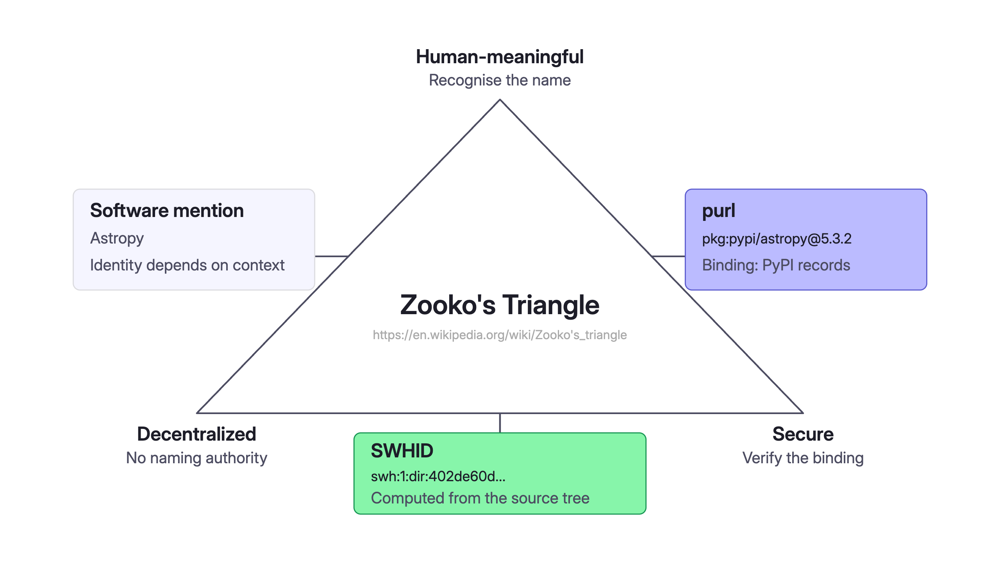 Human-meaningful
Recognise the name
Software mention
Astropy
Identity depends on context
purl
pkg:pypi/astropy@5.3.2
Binding: PyPI records
Zooko's Triangle
https://en.wikipedia.org/wiki/Zooko's_triangle
Decentralized
No naming authority
SWHID
swh:1:dir:402de60d...
Computed from the source tree
Secure
Verify the binding